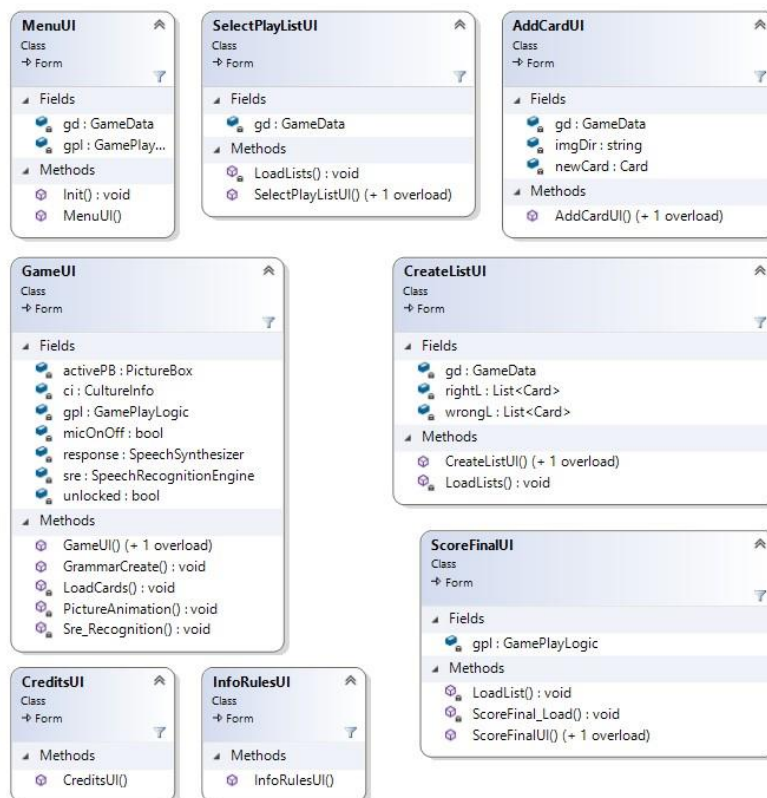 MenuUI
Class
Form
Fields
gd : GameData
gpl : GamePlay...
Methods
Init() : void
MenuUI()
SelectPlayListUI
Class
Form
Fields
gd : GameData
Methods
LoadLists() : void
SelectPlayListUI() (+ 1 overload)
AddCardUI
Class
Form
Fields
gd : GameData
imgDir : string
newCard : Card
Methods
AddCardUI() (+ 1 overload)
GameUI
Class
Form
Fields
activePB : PictureBox
ci : CultureInfo
gpl : GamePlayLogic
micOnOff : bool
response : SpeechSynthesizer
sre : SpeechRecognitionEngine
unlocked : bool
Methods
GameUI() (+ 1 overload)
GrammarCreate() : void
LoadCards() : void
PictureAnimation() : void
Sre_Recognition() : void
CreateListUI
Class
Form
Fields
gd : GameData
rightL : List<Card>
wrongL : List<Card>
Methods
CreateListUI() (+ 1 overload)
LoadLists() : void
ScoreFinalUI
Class
Form
Fields
gpl : GamePlayLogic
Methods
LoadList() : void
ScoreFinal_Load() : void
ScoreFinalUI() (+ 1 overload)
CreditsUI
Class
Form
Methods
CreditsUI()
InfoRulesUI
Class
Form
Methods
InfoRulesUI()